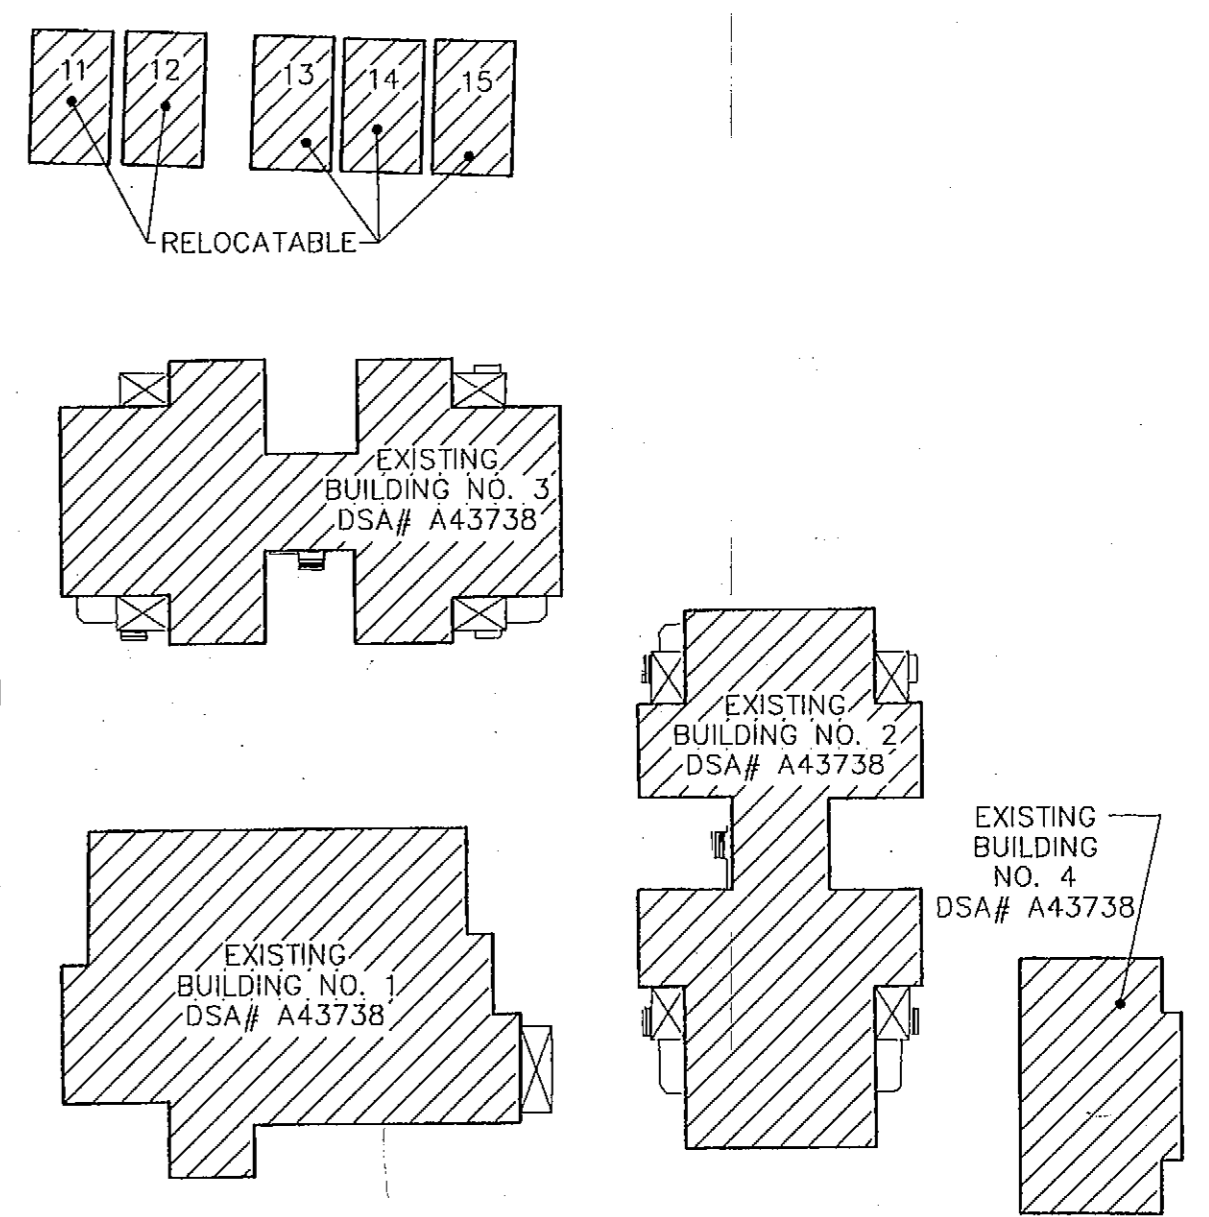 11
12
13
14
15
RELOCATABLE
EXISTING
BUILDING NO. 3
DSA# A43738
EXISTING
BUILDING NO. 2
DSA# A43738
EXISTING
BUILDING
NO. 4
DSA# A43738
EXISTING
BUILDING NO. 1
DSA# A43738